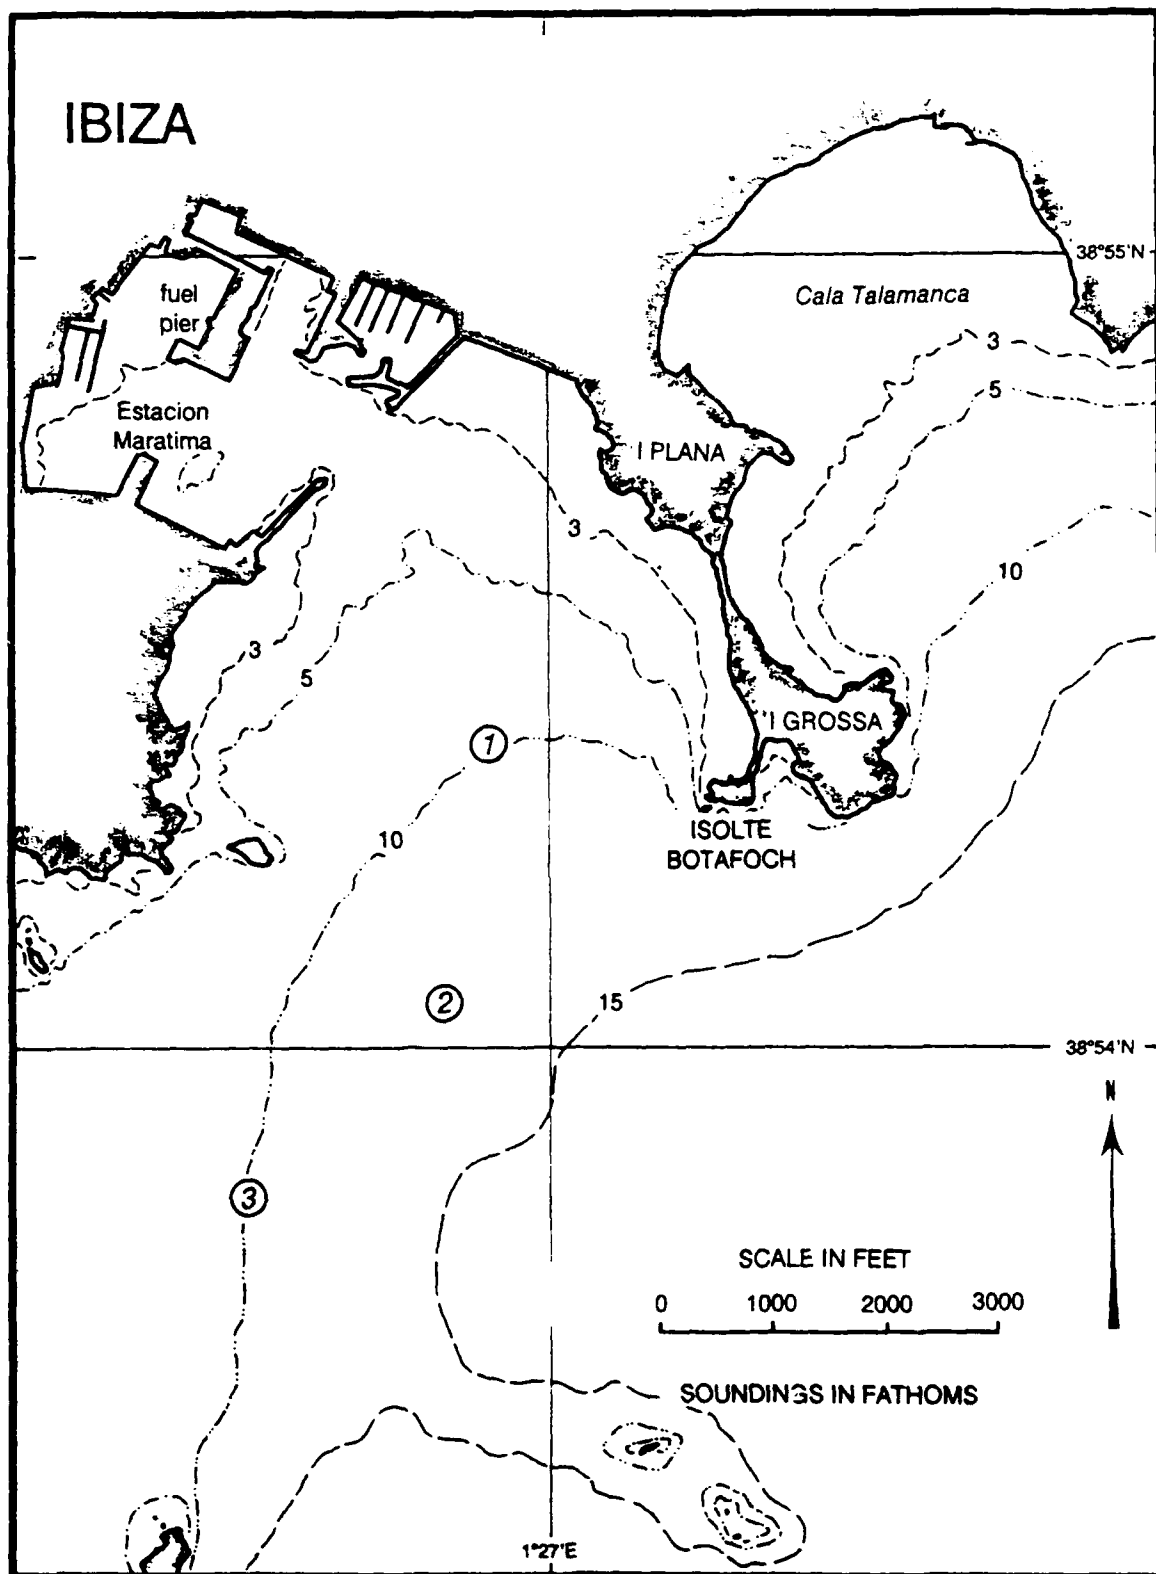 IBIZA
38°55'N
fuel
pier
Cala Talamanca
3
5
Estacion
Maratima
I PLANA
3
10
3
5
I GROSSA
1
10
ISOLTE
BOTAFOCH
2
15
38°54'N
N
3
SCALE IN FEET
0 1000 2000 3000
SOUNDINGS IN FATHOMS
1°27'E